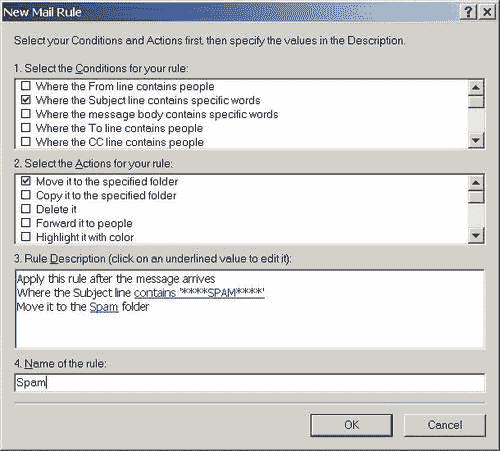 New Mail Rule
Select your Conditions and Actions first, then specify the values in the Description.
1. Select the Conditions for your rule:
Where the From line contains people
Where the Subject line contains specific words
Where the message body contains specific words
Where the To line contains people
Where the CC line contains people
2. Select the Actions for your rule:
Move it to the specified folder
Copy it to the specified folder
Delete it
Forward it to people
Highlight it with color
3. Rule Description (click on an underlined value to edit it):
Apply this rule after the message arrives
Where the Subject line contains '****SPAM****'
Move it to the Spam folder
4. Name of the rule:
Spam
OK
Cancel